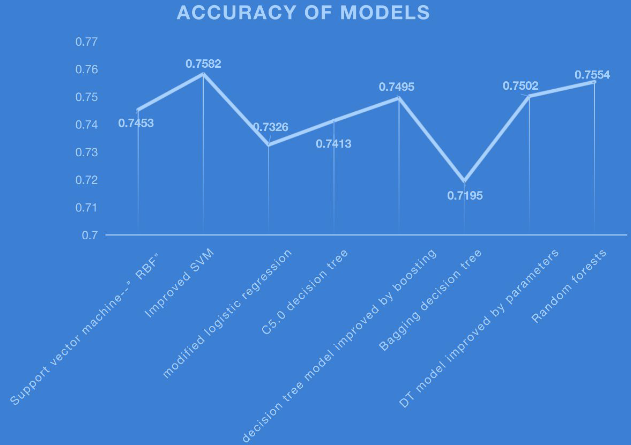 ACCURACY OF MODELS
0.77
0.76
0.75
0.74
0.73
0.72
0.71
0.7
0.7453
0.7582
0.7326
0.7413
0.7495
0.7195
0.7502
0.7554
Support vector machine--" RBF"
Improved SVM
modified logistic regression
C5.0 decision tree
decision tree model improved by boosting
Bagging decision tree
DT model improved by parameters
Random forests